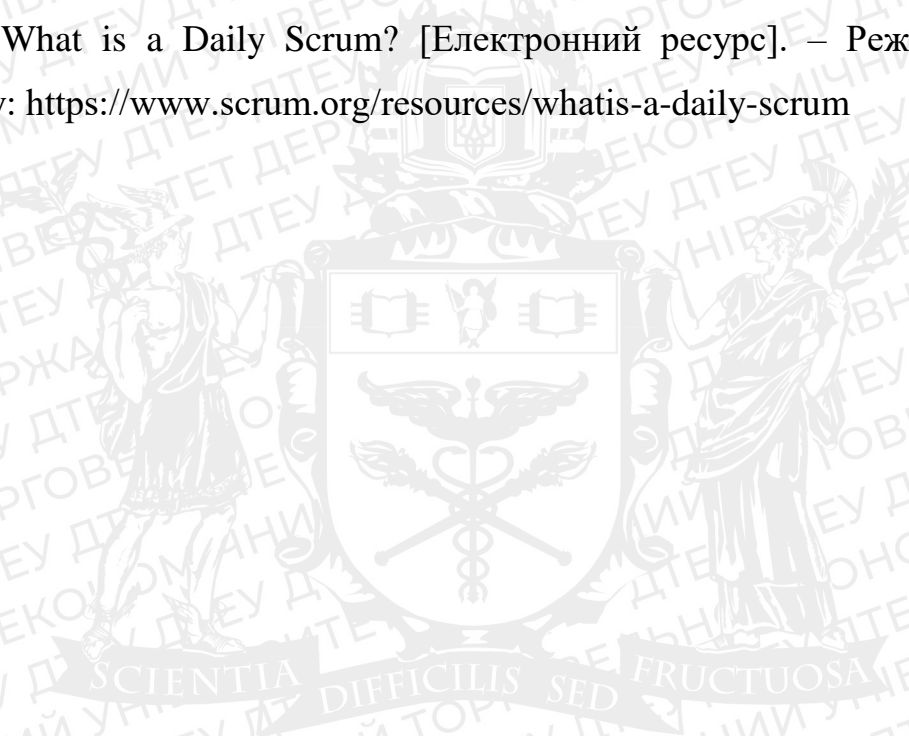 What is a Daily Scrum? [Електронний ресурс]. – Реж
y: https://www.scrum.org/resources/whatis-a-daily-scrum
SCIENTIA DIFFICILIS SED FRUCTUOSA